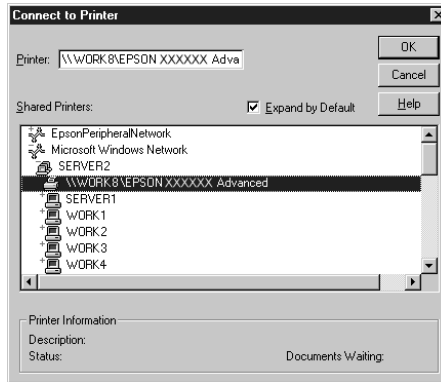 Connect to Printer
Printer: \\WORK8\EPSON XXXXXX Adva
OK
Cancel
Help
Shared Printers:
Expand by Default
EpsonPeripheralNetwork
Microsoft Windows Network
SERVER2
\\WORK8\EPSON XXXXXX Advanced
SERVER1
WORK1
WORK2
WORK3
WORK4
Printer Information
Description:
Status:
Documents Waiting: